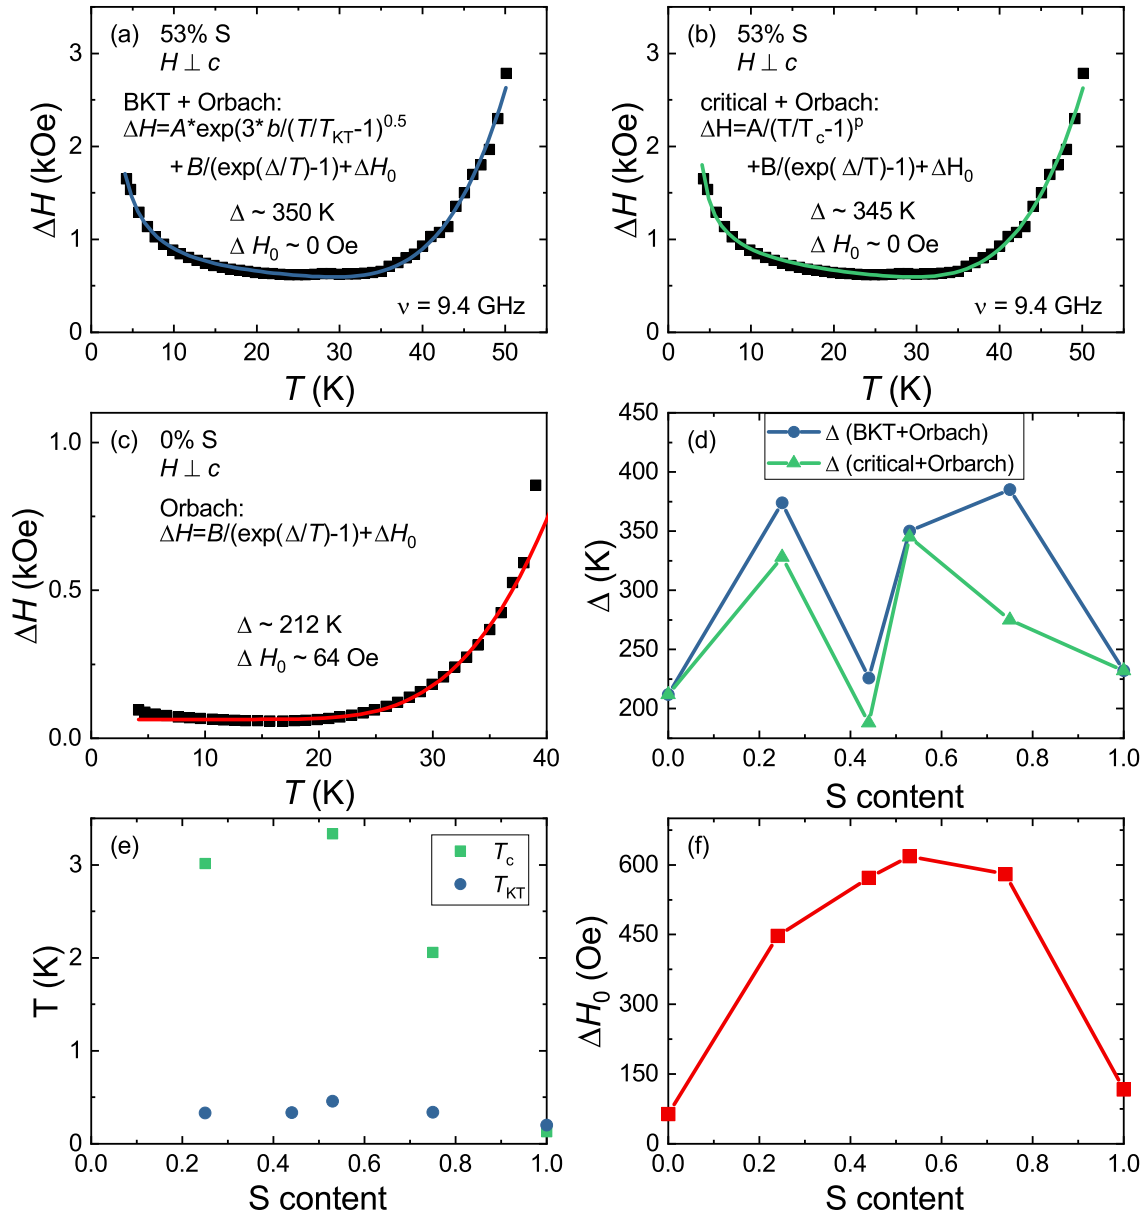 (a) 53% S
H ⊥ c
BKT + Orbach:
ΔH=A*exp(3*b/(T/T_KT-1)^0.5
+B/(exp(Δ/T)-1)+ΔH_0
Δ ~ 350 K
Δ H_0 ~ 0 Oe
ν = 9.4 GHz
ΔH (kOe)
3
2
1
0
0 10 20 30 40 50
T (K)
(b) 53% S
H ⊥ c
critical + Orbach:
ΔH=A/(T/T_c-1)^p
+B/(exp(Δ/T)-1)+ΔH_0
Δ ~ 345 K
Δ H_0 ~ 0 Oe
ν = 9.4 GHz
ΔH (kOe)
3
2
1
0
0 10 20 30 40 50
T (K)
(c) 0% S
H ⊥ c
Orbach:
ΔH=B/(exp(Δ/T)-1)+ΔH_0
Δ ~ 212 K
Δ H_0 ~ 64 Oe
ΔH (kOe)
1.0
0.5
0.0
0 10 20 30 40
T (K)
(d)
Δ (BKT+Orbach)
Δ (critical+Orbarch)
Δ (K)
450
400
350
300
250
200
0.0 0.2 0.4 0.6 0.8 1.0
S content
(e)
T_c
T_KT
T (K)
3
2
1
0
0.0 0.2 0.4 0.6 0.8 1.0
S content
(f)
ΔH_0 (Oe)
600
450
300
150
0
0.0 0.2 0.4 0.6 0.8 1.0
S content